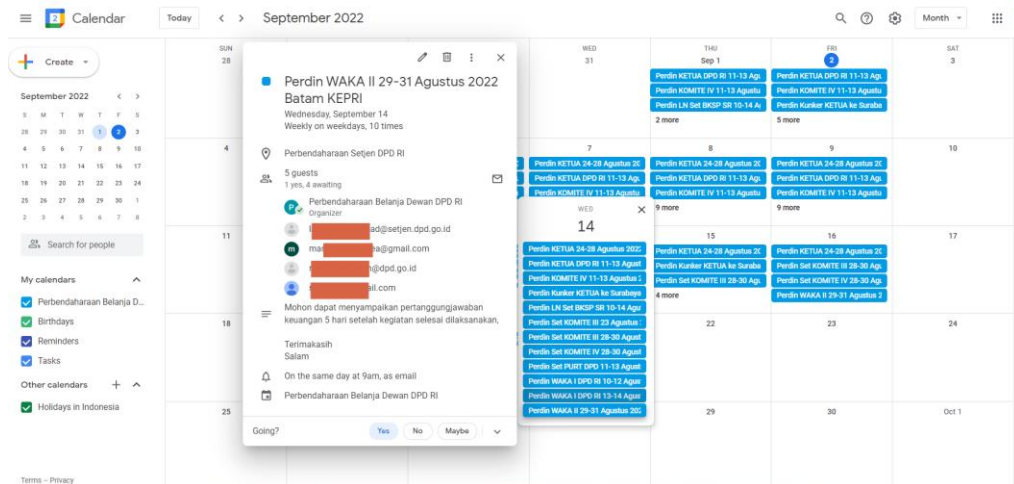 Calendar
Today
September 2022
Month
Create
September 2022
S M T W T F S
28 29 30 31 1 2 3
4 5 6 7 8 9 10
11 12 13 14 15 16 17
18 19 20 21 22 23 24
25 26 27 28 29 30 1
2 3 4 5 6 7 8
Search for people
My calendars
Perbendaharaan Belanja D...
Birthdays
Reminders
Tasks
Other calendars
Holidays in Indonesia
Terms – Privacy
SUN
28
4
11
18
25
Perdin WAKA II 29-31 Agustus 2022
Batam KEPRI
Wednesday, September 14
Weekly on weekdays, 10 times
Perbendaharaan Setjen DPD RI
5 guests
1 yes, 4 awaiting
Perbendaharaan Belanja Dewan DPD RI
Organizer
ad@setjen.dpd.go.id
ea@gmail.com
@dpd.go.id
ail.com
Mohon dapat menyampaikan pertanggungjawaban
keuangan 5 hari setelah kegiatan selesai dilaksanakan,
Terimakasih
Salam
On the same day at 9am, as email
Perbendaharaan Belanja Dewan DPD RI
Going?
Yes
No
Maybe
WED
31
7
Perdin KETUA 24-28 Agustus 20
Perdin KETUA DPD RI 11-13 Agu
Perdin KOMITE IV 11-13 Agustu
WED
14
Perdin KETUA 24-28 Agustus 2022
Perdin KETUA DPD RI 11-13 Agust
Perdin KOMITE IV 11-13 Agustus 2
Perdin Kunker KETUA ke Surabaya
Perdin LN Set BKSP SR 10-14 Agu
Perdin Set KOMITE III 23 Agustus
Perdin Set KOMITE III 28-30 Agust
Perdin Set KOMITE IV 28-30 Agust
Perdin Set PURT DPD 11-13 Agust
Perdin WAKA I DPD RI 10-12 Agus
Perdin WAKA I DPD RI 13-14 Agus
Perdin WAKA II 29-31 Agustus 202
THU
Sep 1
Perdin KETUA DPD RI 11-13 Agu
Perdin KOMITE IV 11-13 Agustu
Perdin LN Set BKSP SR 10-14 A
2 more
8
Perdin KETUA 24-28 Agustus 20
Perdin KETUA DPD RI 11-13 Agu
Perdin KOMITE IV 11-13 Agustu
9 more
15
Perdin KETUA 24-28 Agustus 20
Perdin Kunker KETUA ke Suraba
Perdin Set KOMITE III 28-30 Agu
4 more
22
29
FRI
2
Perdin KETUA DPD RI 11-13 Agu
Perdin KOMITE IV 11-13 Agustu
Perdin Kunker KETUA ke Suraba
5 more
9
Perdin KETUA 24-28 Agustus 20
Perdin KETUA DPD RI 11-13 Agu
Perdin KOMITE IV 11-13 Agustu
9 more
16
Perdin KETUA 24-28 Agustus 20
Perdin Set KOMITE III 28-30 Agu
Perdin Set KOMITE IV 28-30 Agu
Perdin WAKA II 29-31 Agustus 2
23
30
SAT
3
10
17
24
Oct 1